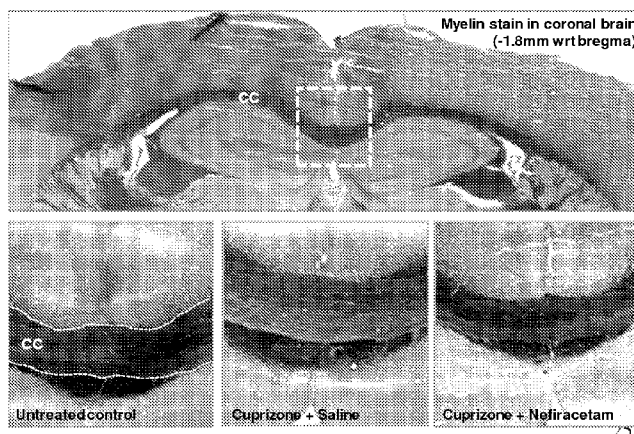 Myelin stain in coronal brain
(-1.8mm wrt bregma)
CC
CC
Untreated control
Cuprizone + Saline
Cuprizone + Nefiracetam